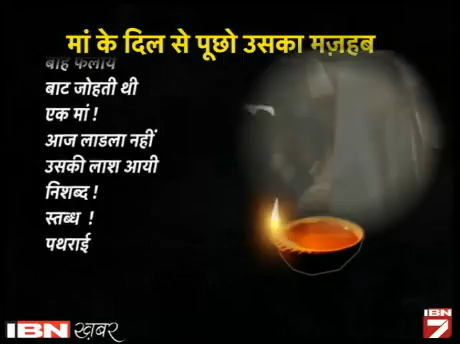 मां के दिल से पूछो उसका मज़हब
बाट जोहती थी
एक मां !
आज लाडला नहीं
उसकी लाश आयी
निशब्द !
स्तब्ध !
पथराई
IBN ख़बर
IBN
7